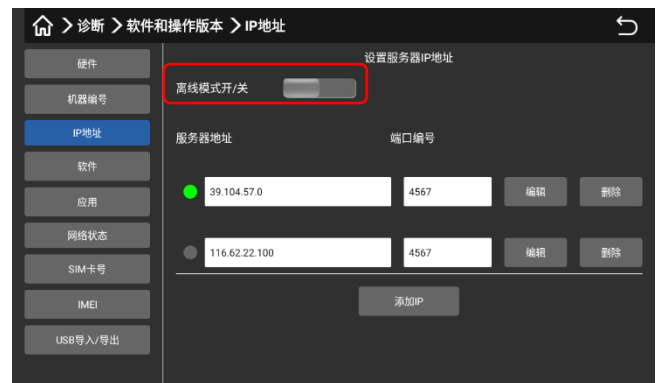 诊断 软件和操作版本 IP地址
硬件
机器编号
IP地址
软件
应用
网络状态
SIM卡号
IMEI
USB导入/导出
设置服务器IP地址
离线模式开/关
服务器地址 端口编号
39.104.57.0 4567 编辑 删除
116.62.22.100 4567 编辑 删除
添加IP